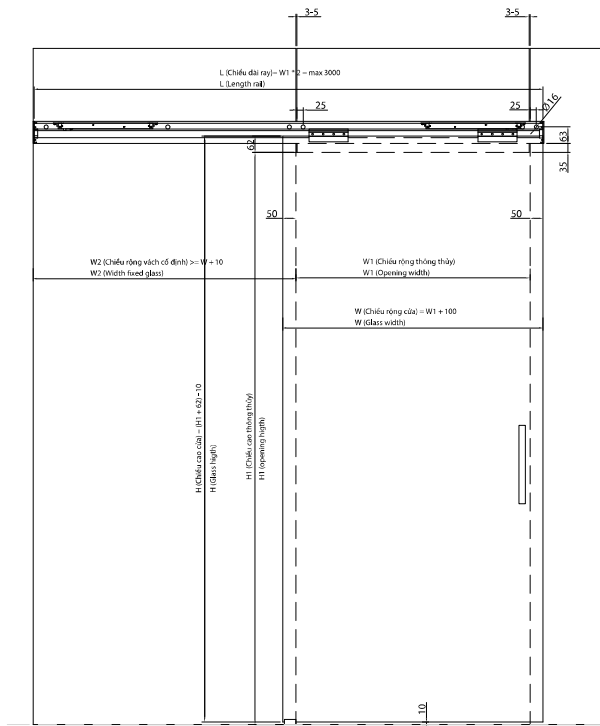 3-5
3-5
L (Chiều dài ray)= W1 * 2 = max 3000
L (Length rail)
25
25
Ø16
63
62
35
50
50
W2 (Chiều rộng vách cố định) >= W + 10
W2 (Width fixed glass)
W1 (Chiều rộng thông thủy)
W1 (Opening width)
W (Chiều rộng cửa) = W1 + 100
W (Glass width)
H (Chiều cao cửa) = (H1 + 62) -10
H (Glass higth)
H1 (Chiều cao thông thủy)
H1 (opening higth)
10